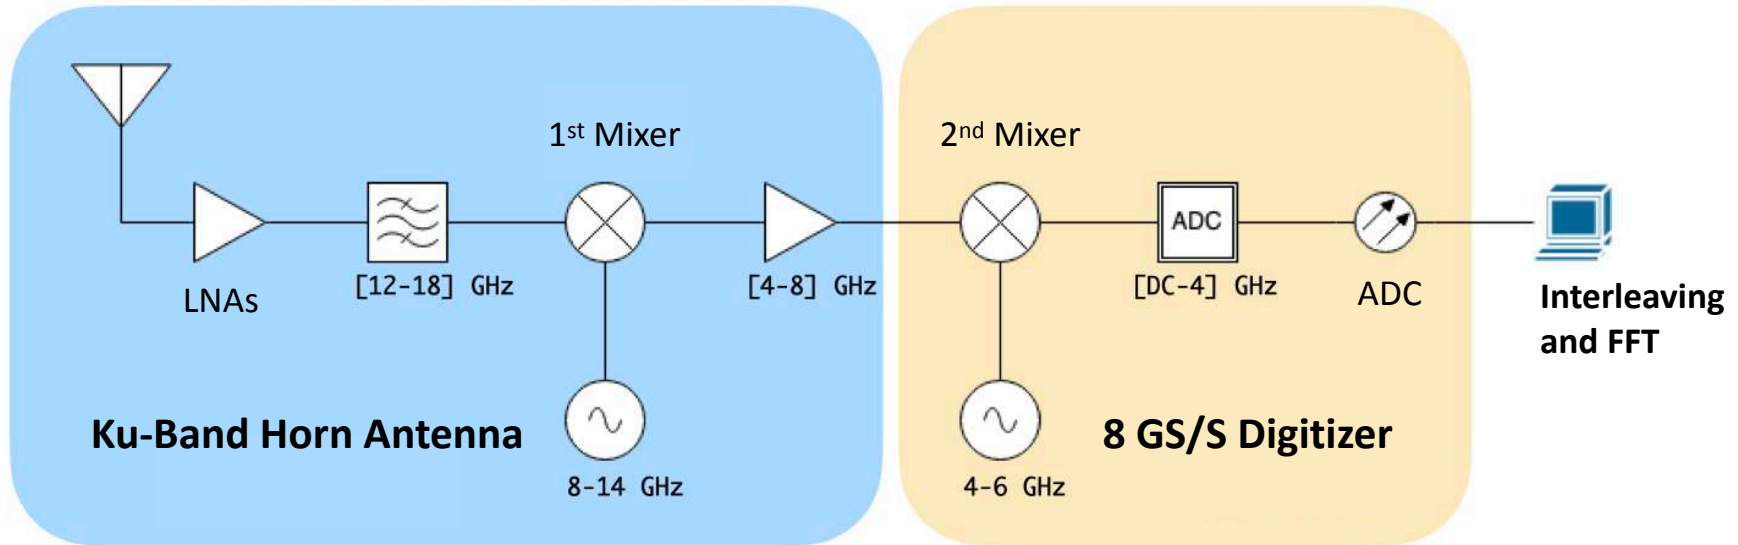 1st Mixer
2nd Mixer
ADC
LNAs
[12-18] GHz
[4-8] GHz
[DC-4] GHz
ADC
Interleaving
and FFT
Ku-Band Horn Antenna
8 GS/S Digitizer
8-14 GHz
4-6 GHz